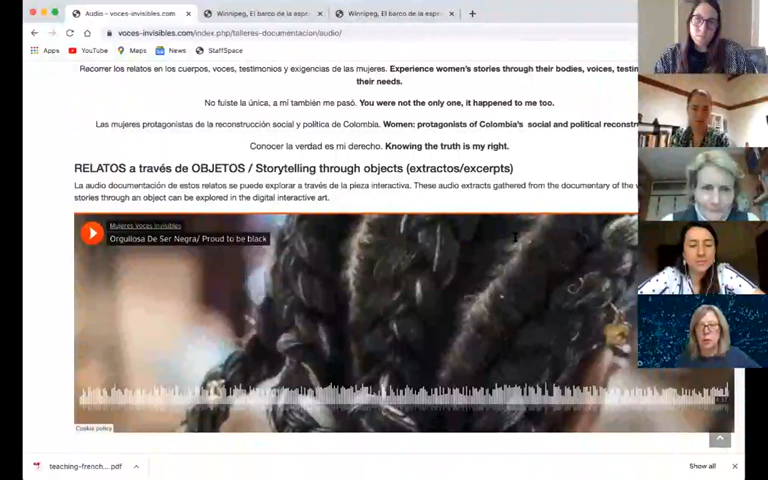 Audio – voces-invisibles.com
Winnipeg, El barco de la espe
Winnipeg, El barco de la espe
voces-invisibles.com/index.php/talleres-documentacion/audio/
Apps YouTube Maps News StaffSpace
Recorrer los relatos en los cuerpos, voces, testimonios y exigencias de las mujeres. Experience women's stories through their bodies, voices, testim
their needs.
No fuiste la única, a mí también me pasó. You were not the only one, it happened to me too.
Las mujeres protagonistas de la reconstrucción social y política de Colombia. Women: protagonists of Colombia's social and political reconstr
Conocer la verdad es mi derecho. Knowing the truth is my right.
RELATOS a través de OBJETOS / Storytelling through objects (extractos/excerpts)
La audio documentación de estos relatos se puede explorar a través de la pieza interactiva. These audio extracts gathered from the documentary of the
stories through an object can be explored in the digital interactive art.
Mujeres Voces Invisibles
Orgullosa De Ser Negra/ Proud to be black
Cookie policy
teaching-french....pdf
Show all